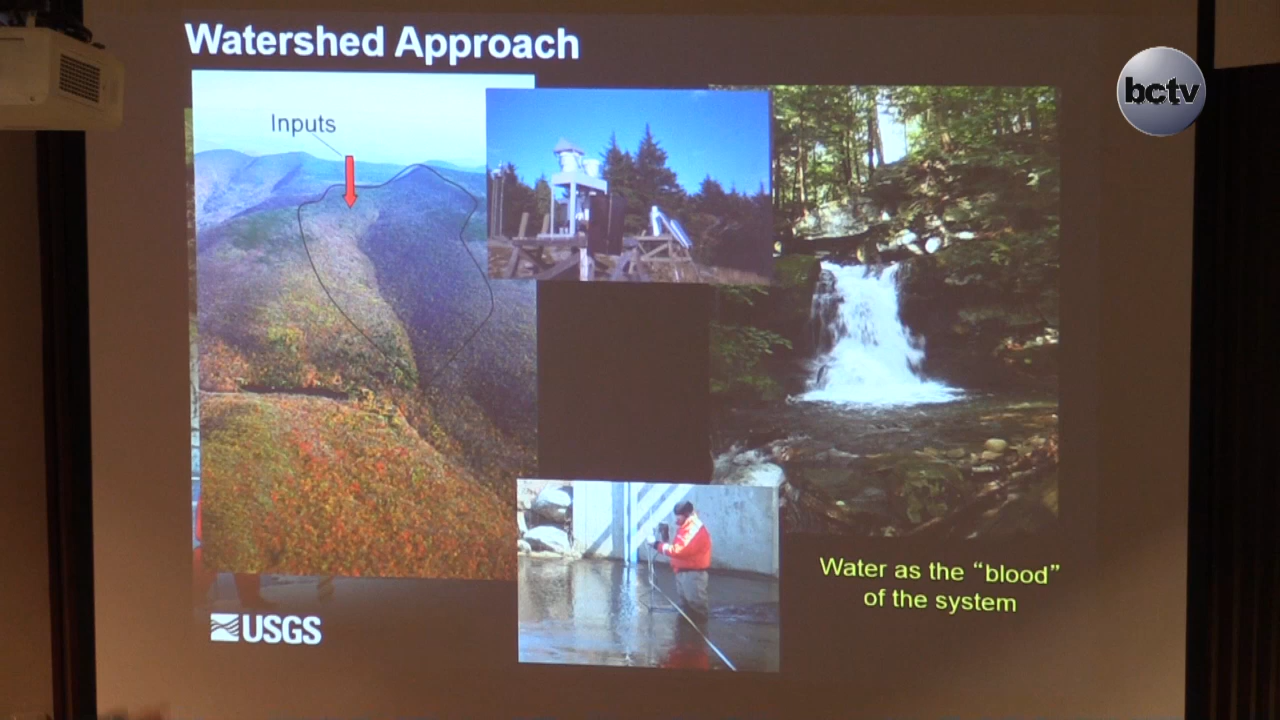 Watershed Approach
bctv
Inputs
Water as the “blood”
of the system
USGS